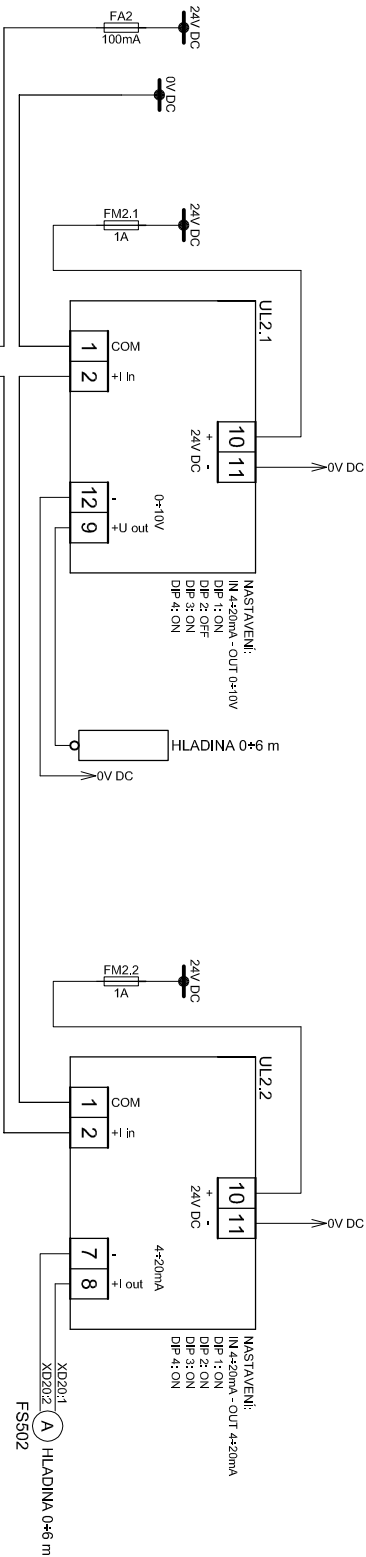 FA2
100mA
24V DC
0V DC
FM2.1
1A
24V DC
UL2.1
1
2
COM
+I In
10
11
+
-
24V DC
0V DC
12
9
-
+U out
0÷10V
NASTAVENÍ:
IN 4÷20mA - OUT 0÷10V
DIP 1: ON
DIP 2: OFF
DIP 3: ON
DIP 4: ON
HLADINA 0÷6 m
0V DC
FM2.2
1A
24V DC
UL2.2
1
2
COM
+I in
10
11
+
-
24V DC
0V DC
7
8
-
+I out
4÷20mA
NASTAVENÍ:
IN 4÷20mA - OUT 4÷20mA
DIP 1: ON
DIP 2: ON
DIP 3: ON
DIP 4: ON
XD20:1
XD20:2
A
HLADINA 0÷6 m
FS502